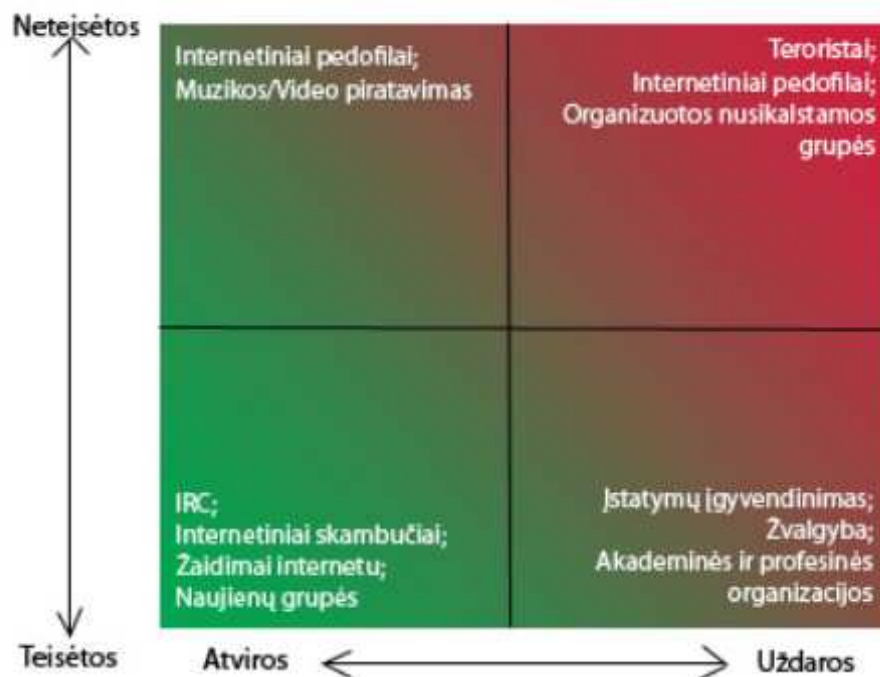 Neteisėtos
Internetiniai pedofilai;
Muzikos/Video piratavimas
Teroristai;
Internetiniai pedofilai;
Organizuotos nusikalstamos
grupės
IRC;
Internetiniai skambučiai;
Žaidimai internetu;
Naujienų grupės
Įstatymų įgyvendinimas;
Žvalgyba;
Akademinės ir profesinės
organizacijos
Teisėtos
Atviros
Uždaros